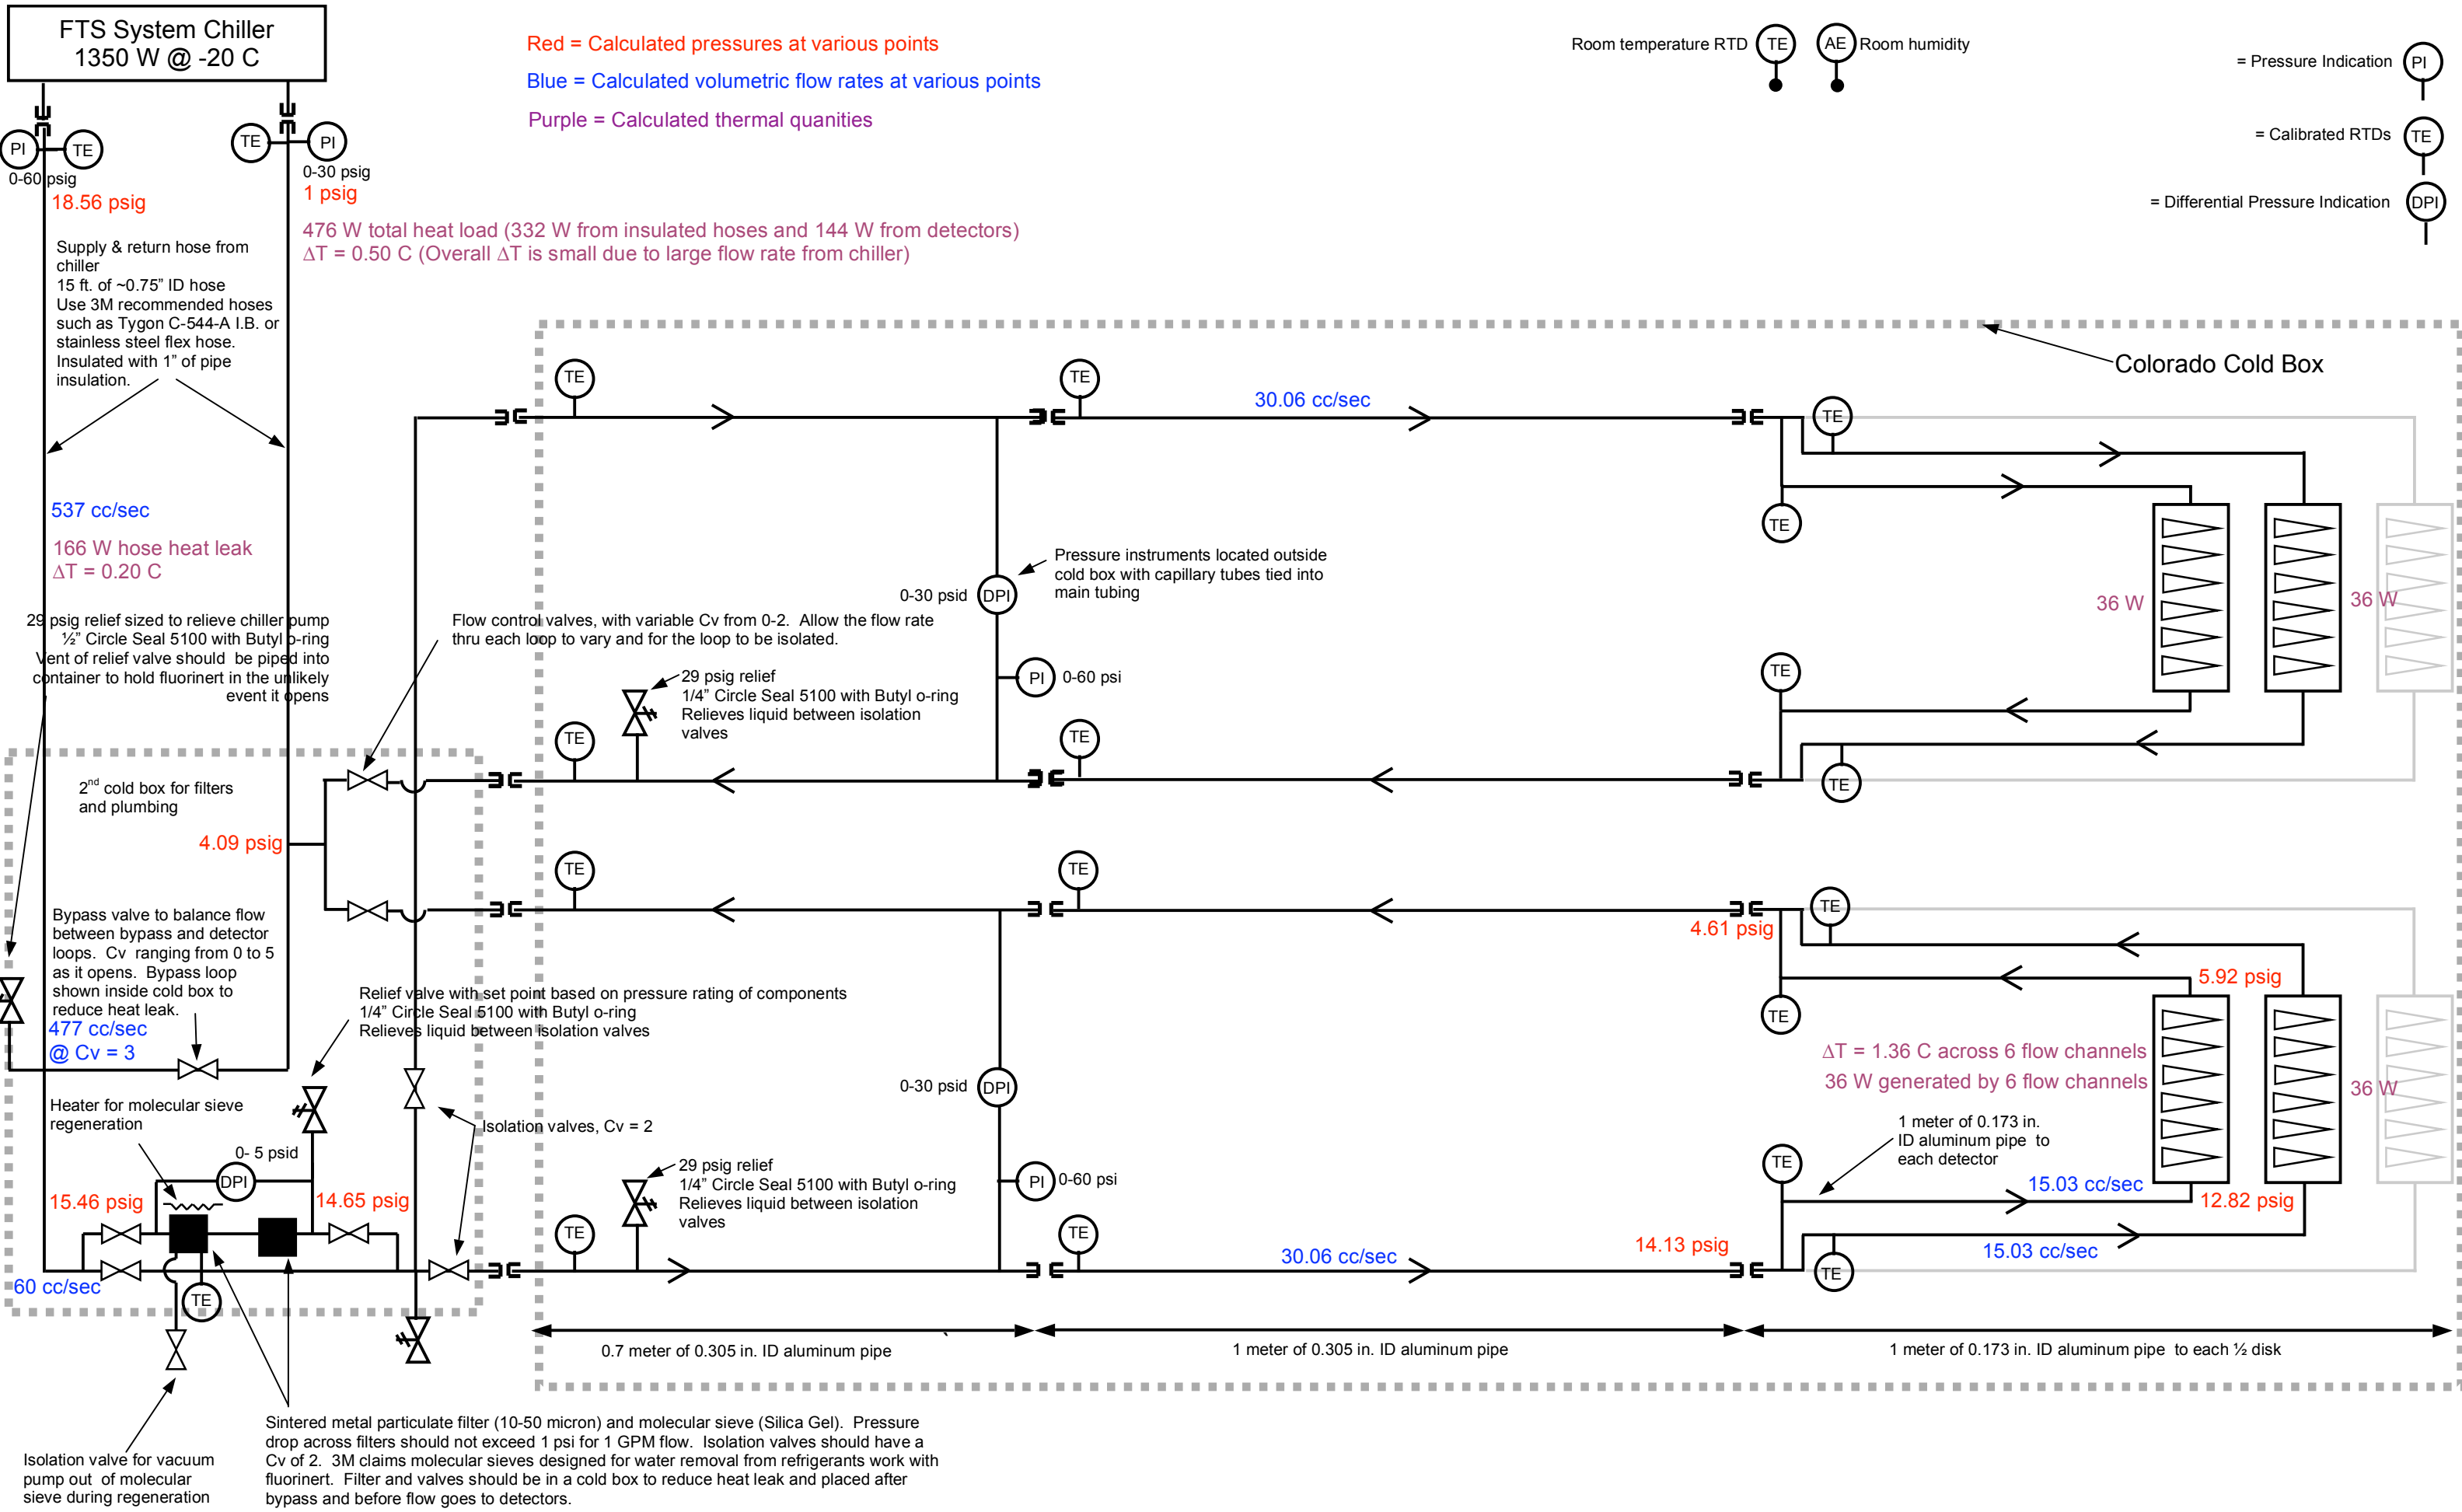 FTS System Chiller
1350 W @ -20 C
Red = Calculated pressures at various points
Blue = Calculated volumetric flow rates at various points
Purple = Calculated thermal quanities
Room temperature RTD
TE
AE
Room humidity
= Pressure Indication
PI
= Calibrated RTDs
TE
= Differential Pressure Indication
DPI
PI
TE
0-60 psig
18.56 psig
TE
PI
0-30 psig
1 psig
476 W total heat load (332 W from insulated hoses and 144 W from detectors)
ΔT = 0.50 C (Overall ΔT is small due to large flow rate from chiller)
Supply & return hose from
chiller
15 ft. of ~0.75” ID hose
Use 3M recommended hoses
such as Tygon C-544-A I.B. or
stainless steel flex hose.
Insulated with 1” of pipe
insulation.
Colorado Cold Box
TE
TE
30.06 cc/sec
TE
TE
537 cc/sec
166 W hose heat leak
ΔT = 0.20 C
Pressure instruments located outside
cold box with capillary tubes tied into
main tubing
0-30 psid
DPI
36 W
36 W
29 psig relief sized to relieve chiller pump
½” Circle Seal 5100 with Butyl o-ring
Vent of relief valve should be piped into
container to hold fluorinert in the unlikely
event it opens
Flow control valves, with variable Cv from 0-2. Allow the flow rate
thru each loop to vary and for the loop to be isolated.
29 psig relief
1/4” Circle Seal 5100 with Butyl o-ring
Relieves liquid between isolation
valves
PI
0-60 psi
TE
TE
TE
TE
2nd cold box for filters
and plumbing
4.09 psig
TE
TE
TE
4.61 psig
5.92 psig
TE
Bypass valve to balance flow
between bypass and detector
loops. Cv ranging from 0 to 5
as it opens. Bypass loop
shown inside cold box to
reduce heat leak.
477 cc/sec
@ Cv = 3
Relief valve with set point based on pressure rating of components
1/4” Circle Seal 5100 with Butyl o-ring
Relieves liquid between isolation valves
0-30 psid
DPI
ΔT = 1.36 C across 6 flow channels
36 W generated by 6 flow channels
36 W
Heater for molecular sieve
regeneration
Isolation valves, Cv = 2
1 meter of 0.173 in.
ID aluminum pipe to
each detector
0- 5 psid
DPI
15.46 psig
14.65 psig
29 psig relief
1/4” Circle Seal 5100 with Butyl o-ring
Relieves liquid between isolation
valves
PI
0-60 psi
TE
15.03 cc/sec
12.82 psig
TE
TE
30.06 cc/sec
14.13 psig
15.03 cc/sec
TE
60 cc/sec
TE
0.7 meter of 0.305 in. ID aluminum pipe
1 meter of 0.305 in. ID aluminum pipe
1 meter of 0.173 in. ID aluminum pipe to each ½ disk
Isolation valve for vacuum
pump out of molecular
sieve during regeneration
Sintered metal particulate filter (10-50 micron) and molecular sieve (Silica Gel). Pressure
drop across filters should not exceed 1 psi for 1 GPM flow. Isolation valves should have a
Cv of 2. 3M claims molecular sieves designed for water removal from refrigerants work with
fluorinert. Filter and valves should be in a cold box to reduce heat leak and placed after
bypass and before flow goes to detectors.